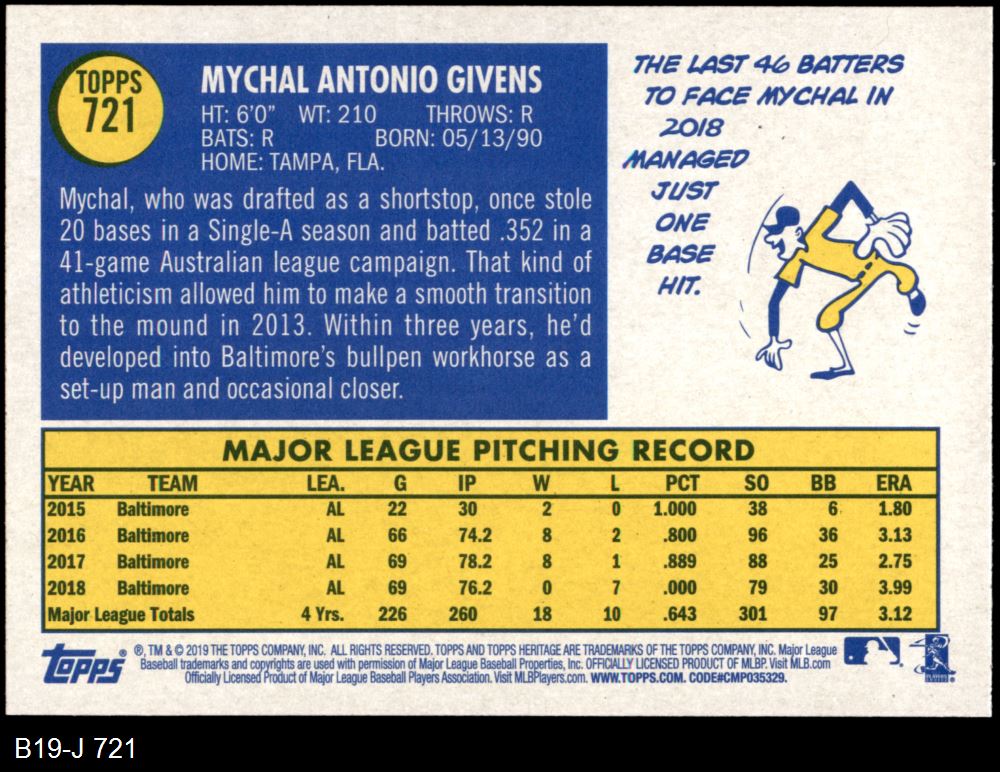 TOPPS
721
MYCHAL ANTONIO GIVENS
HT: 6'0" WT: 210 THROWS: R
BATS: R BORN: 05/13/90
HOME: TAMPA, FLA.
Mychal, who was drafted as a shortstop, once stole
20 bases in a Single-A season and batted .352 in a
41-game Australian league campaign. That kind of
athleticism allowed him to make a smooth transition
to the mound in 2013. Within three years, he'd
developed into Baltimore's bullpen workhorse as a
set-up man and occasional closer.
THE LAST 46 BATTERS
TO FACE MYCHAL IN
2018
MANAGED
JUST
ONE
BASE
HIT.
MAJOR LEAGUE PITCHING RECORD
YEAR TEAM LEA. G IP W L PCT SO BB ERA
2015 Baltimore AL 22 30 2 0 1.000 38 6 1.80
2016 Baltimore AL 66 74.2 8 2 .800 96 36 3.13
2017 Baltimore AL 69 78.2 8 1 .889 88 25 2.75
2018 Baltimore AL 69 76.2 0 7 .000 79 30 3.99
Major League Totals 4 Yrs. 226 260 18 10 .643 301 97 3.12
Topps® ®, TM & © 2019 THE TOPPS COMPANY, INC. ALL RIGHTS RESERVED. TOPPS AND TOPPS HERITAGE ARE TRADEMARKS OF THE TOPPS COMPANY, INC. Major League
Baseball trademarks and copyrights are used with permission of Major League Baseball Properties, Inc. OFFICIALLY LICENSED PRODUCT OF MLBP. Visit MLB.com
Officially Licensed Product of Major League Baseball Players Association. Visit MLBPlayers.com. WWW.TOPPS.COM. CODE#CMP035329.
B19-J 721